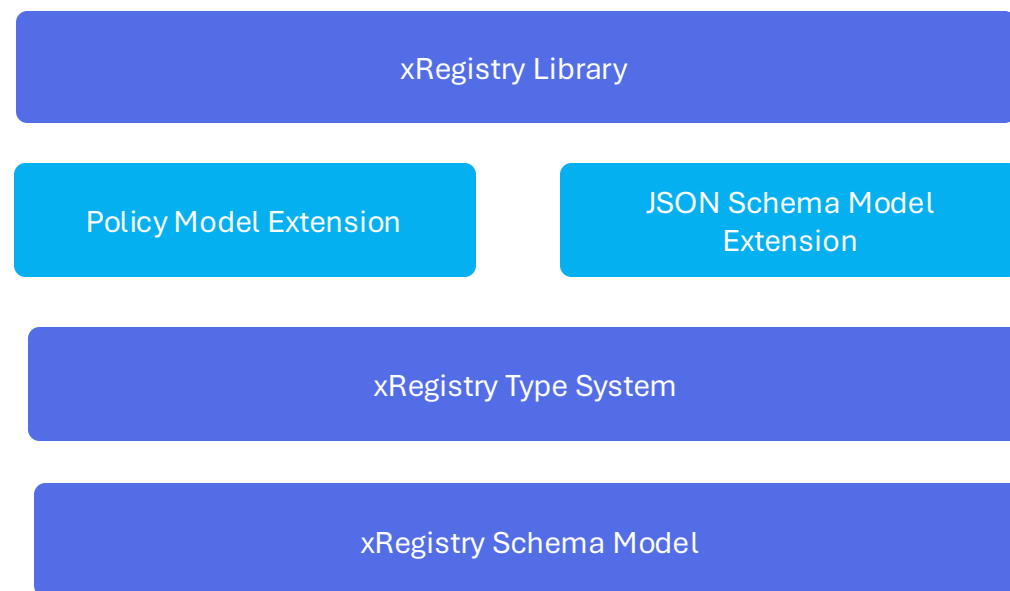 xRegistry Library
Policy Model Extension
JSON Schema Model
Extension
xRegistry Type System
xRegistry Schema Model